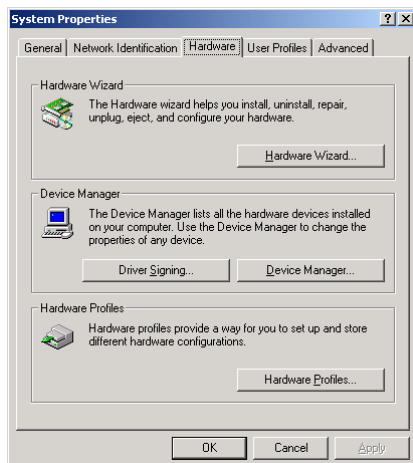 System Properties
General Network Identification Hardware User Profiles Advanced
Hardware Wizard
The Hardware wizard helps you install, uninstall, repair,
unplug, eject, and configure your hardware.
Hardware Wizard...
Device Manager
The Device Manager lists all the hardware devices installed
on your computer. Use the Device Manager to change the
properties of any device.
Driver Signing... Device Manager...
Hardware Profiles
Hardware profiles provide a way for you to set up and store
different hardware configurations.
Hardware Profiles...
OK Cancel Apply